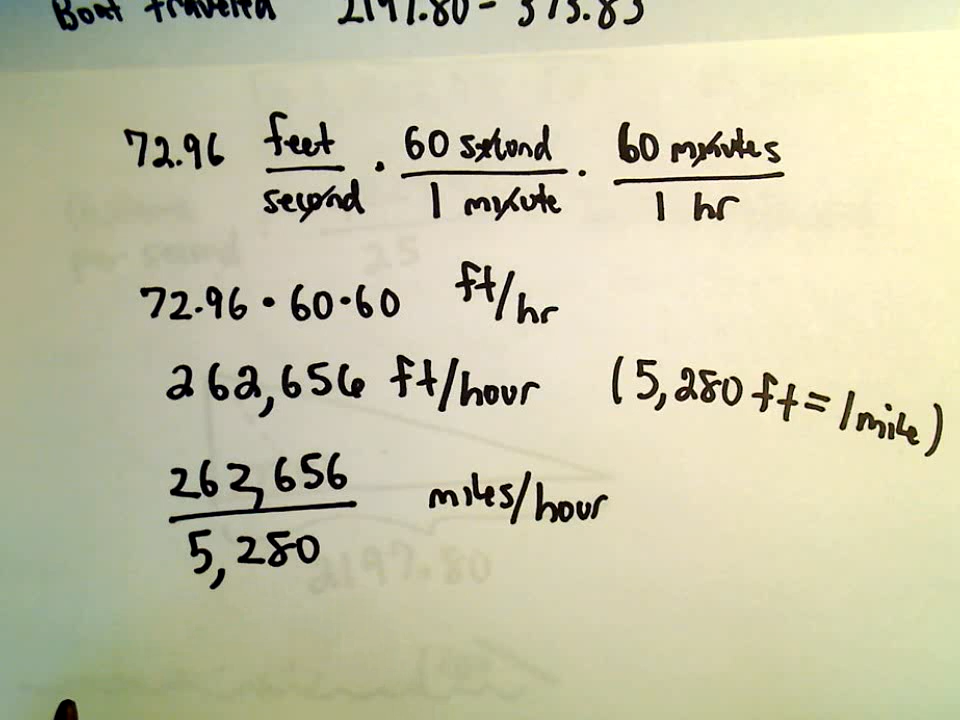 Boat traveled 2197.80 - 373.83
72.96 feet/second · 60 second/1 minute · 60 minutes/1 hr
72.96 · 60 · 60 ft/hr
262,656 ft/hour (5,280 ft = 1 mile)
262,656/5,280 miles/hour
2197.80